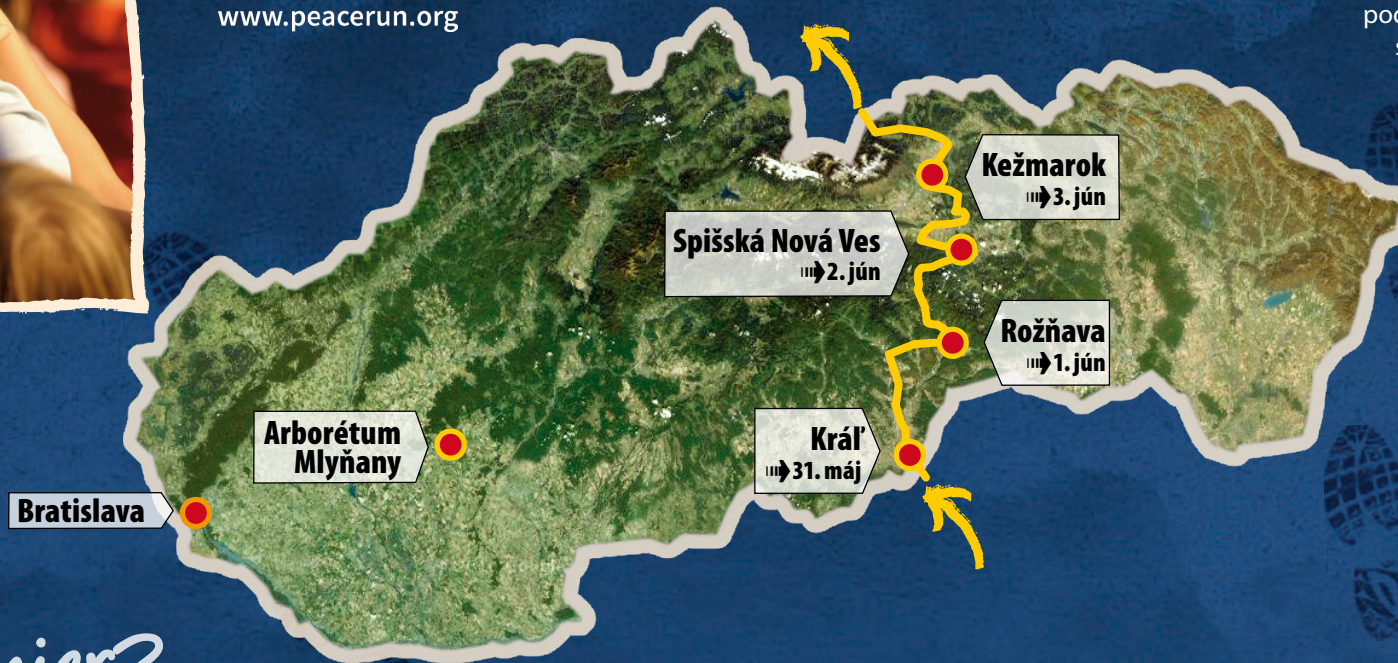 www.peacerun.org
Kežmarok
3. jún
Spišská Nová Ves
2. jún
Rožňava
1. jún
Kráľ
31. máj
Arborétum
Mlyňany
Bratislava